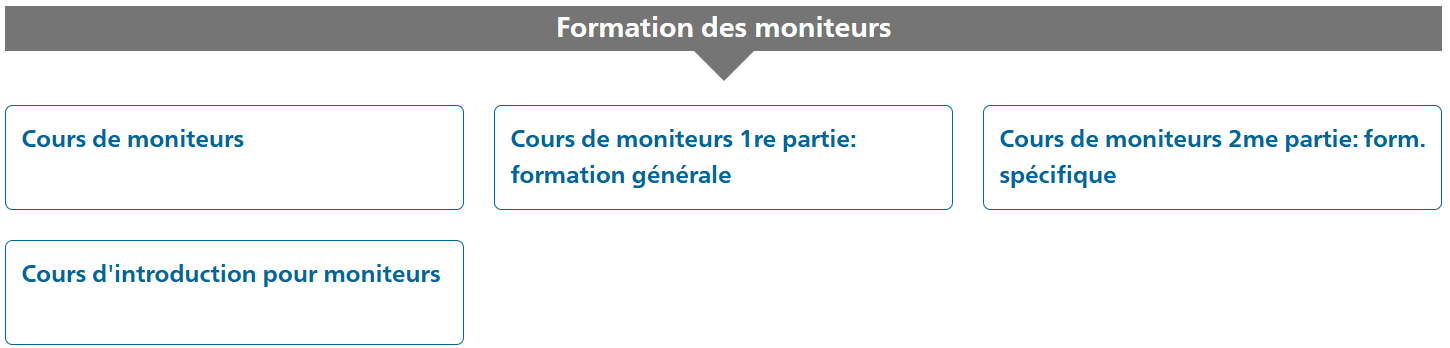 Formation des moniteurs
Cours de moniteurs
Cours de moniteurs 1re partie:
formation générale
Cours de moniteurs 2me partie: form.
spécifique
Cours d'introduction pour moniteurs